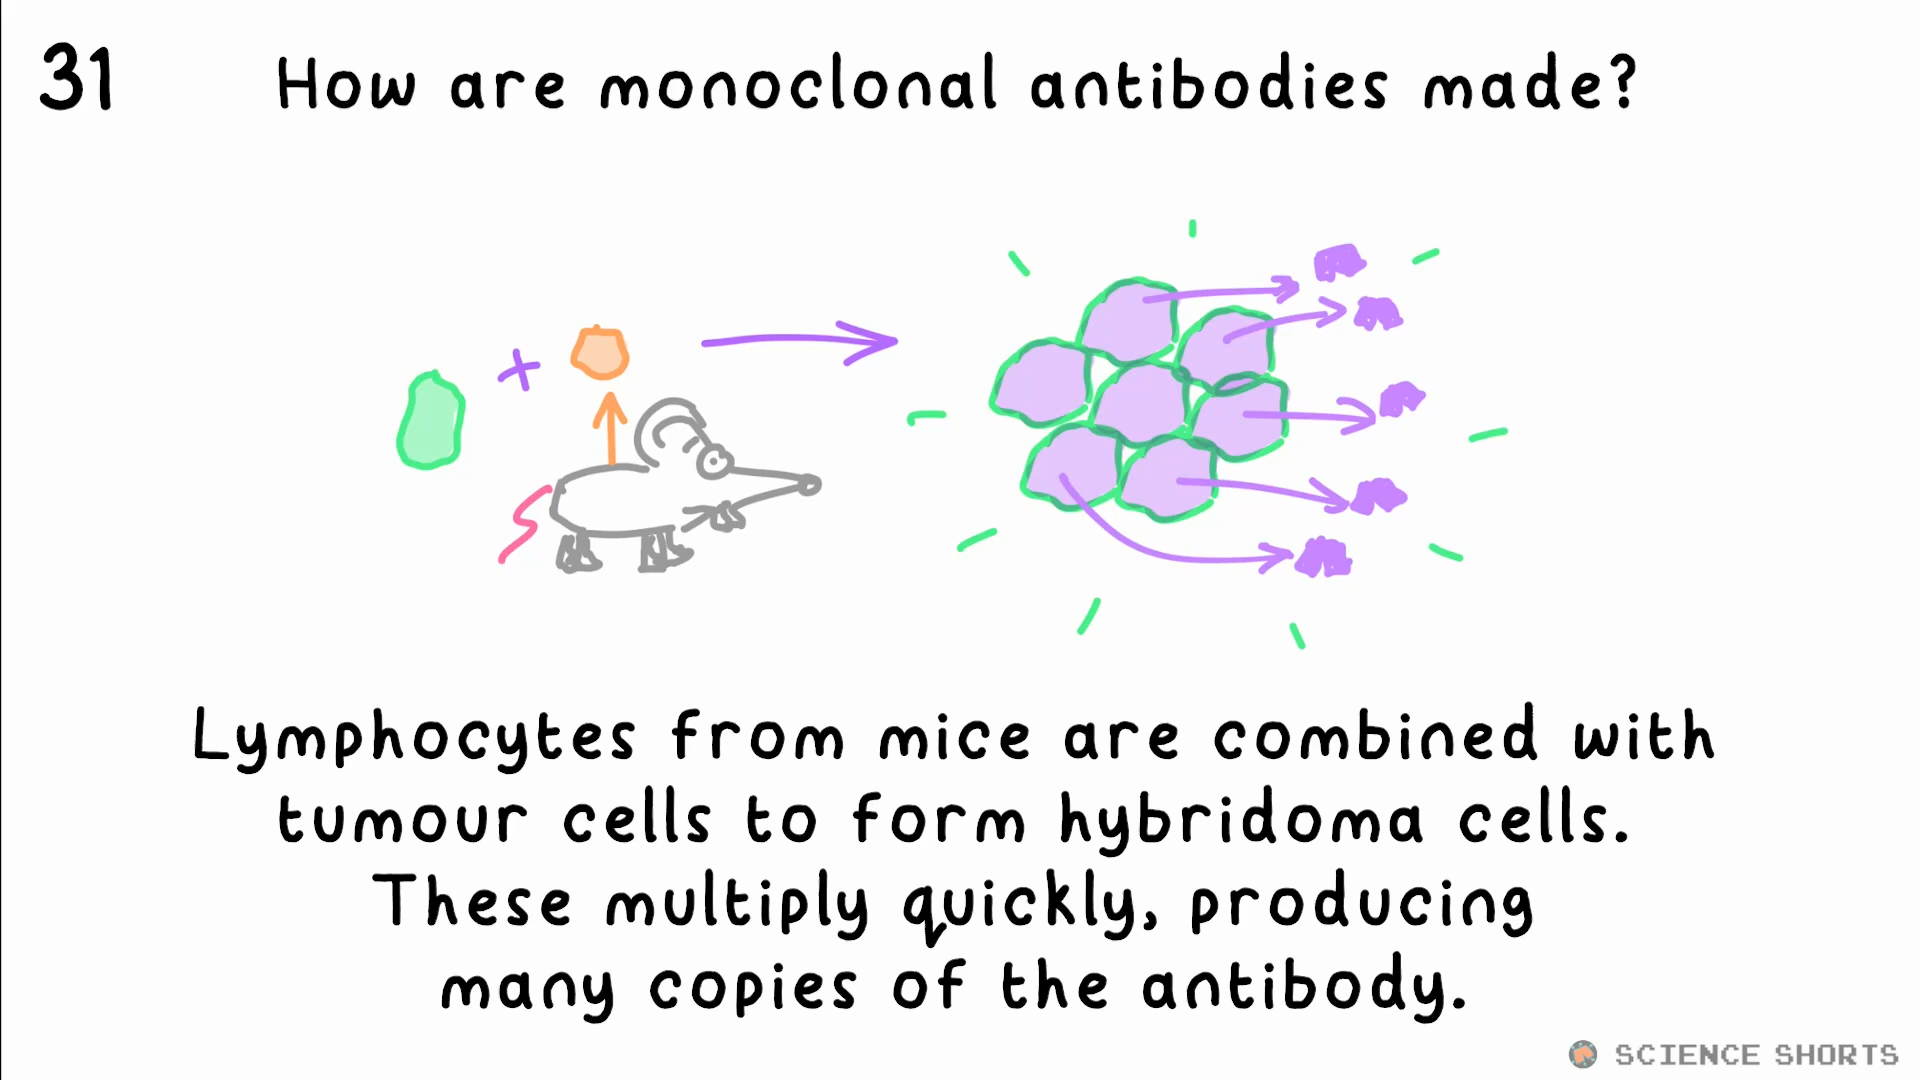 31
How are monoclonal antibodies made?
Lymphocytes from mice are combined with
tumour cells to form hybridoma cells.
These multiply quickly, producing
many copies of the antibody.
SCIENCE SHORTS